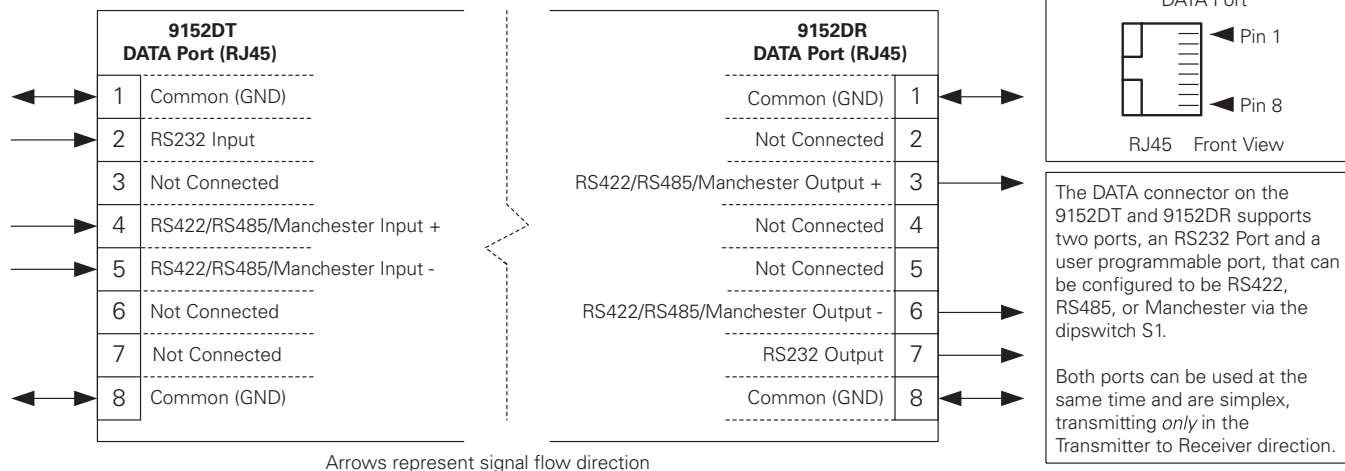 9152DT
DATA Port (RJ45)
1 Common (GND)
2 RS232 Input
3 Not Connected
4 RS422/RS485/Manchester Input +
5 RS422/RS485/Manchester Input -
6 Not Connected
7 Not Connected
8 Common (GND)
9152DR
DATA Port (RJ45)
Common (GND) 1
Not Connected 2
RS422/RS485/Manchester Output + 3
Not Connected 4
Not Connected 5
RS422/RS485/Manchester Output - 6
RS232 Output 7
Common (GND) 8
Arrows represent signal flow direction
DATA Port
Pin 1
Pin 8
RJ45 Front View
The DATA connector on the
9152DT and 9152DR supports
two ports, an RS232 Port and a
user programmable port, that can
be configured to be RS422,
RS485, or Manchester via the
dipswitch S1.
Both ports can be used at the
same time and are simplex,
transmitting only in the
Transmitter to Receiver direction.